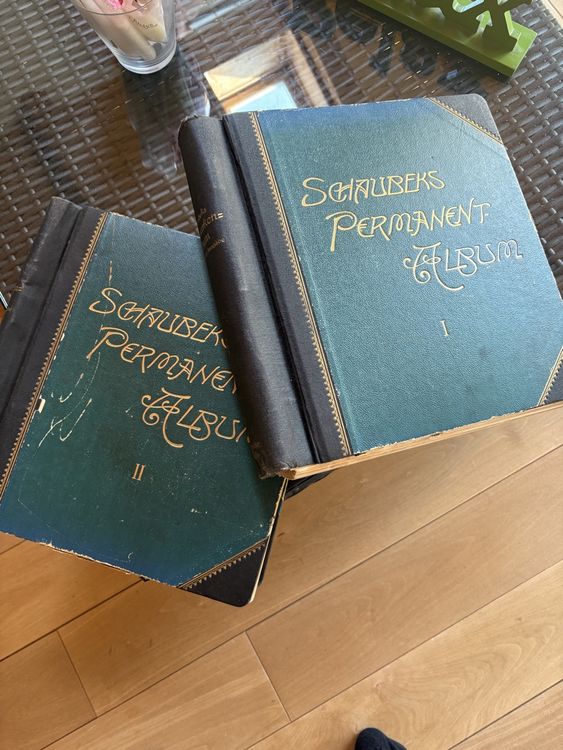 SCHAUBEKS
PERMANENT-
ALBUM
I
SCHAUBEKS
PERMANENT
ALBUM
II